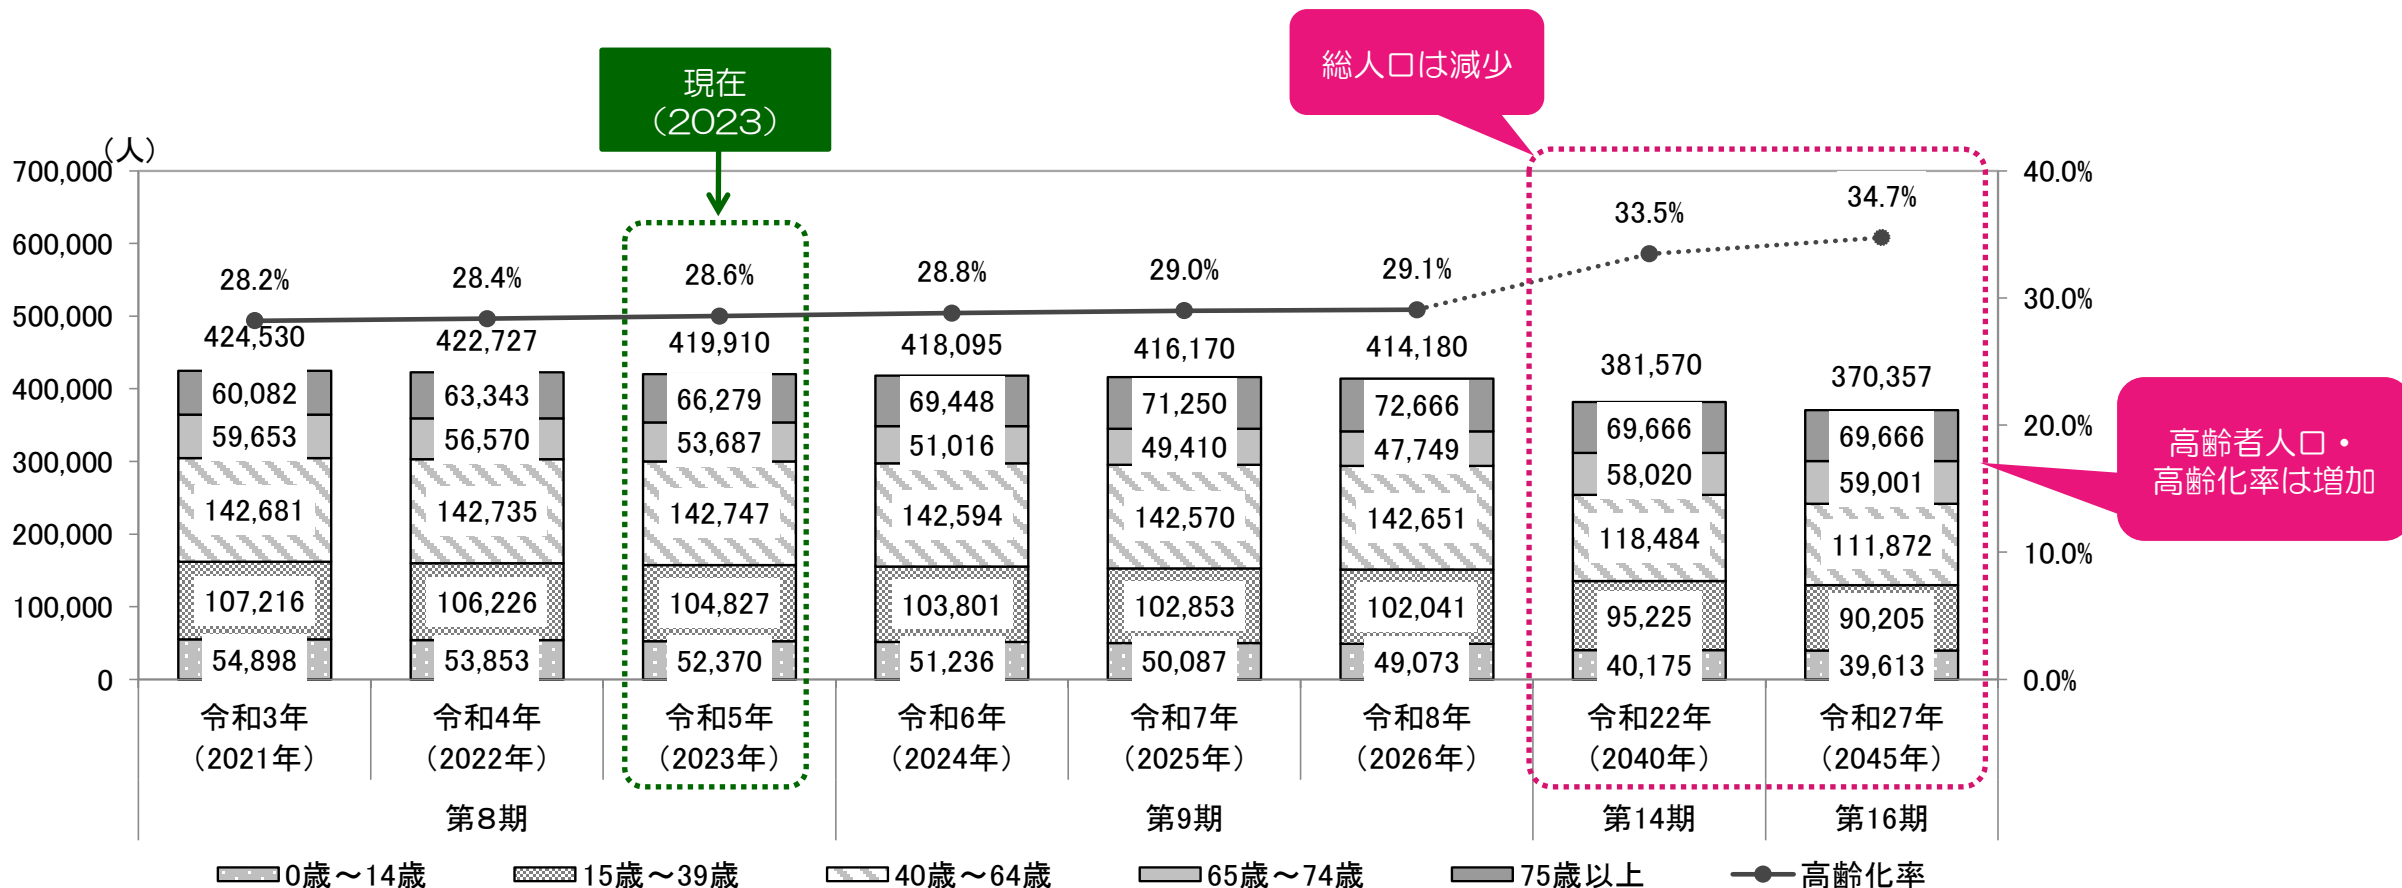 総人口は減少
現在
（2023）
（人）
700,000
600,000
500,000
400,000
300,000
200,000
100,000
0
40.0%
30.0%
20.0%
10.0%
0.0%
28.2%
28.4%
28.6%
28.8%
29.0%
29.1%
33.5%
34.7%
424,530
422,727
419,910
418,095
416,170
414,180
381,570
370,357
60,082
63,343
66,279
69,448
71,250
72,666
69,666
69,666
59,653
56,570
53,687
51,016
49,410
47,749
58,020
59,001
142,681
142,735
142,747
142,594
142,570
142,651
118,484
111,872
107,216
106,226
104,827
103,801
102,853
102,041
95,225
90,205
54,898
53,853
52,370
51,236
50,087
49,073
40,175
39,613
高齢者人口・
高齢化率は増加
令和3年
（2021年）
令和4年
（2022年）
令和5年
（2023年）
令和6年
（2024年）
令和7年
（2025年）
令和8年
（2026年）
令和22年
（2040年）
令和27年
（2045年）
第8期
第9期
第14期
第16期
0歳～14歳
15歳～39歳
40歳～64歳
65歳～74歳
75歳以上
高齢化率